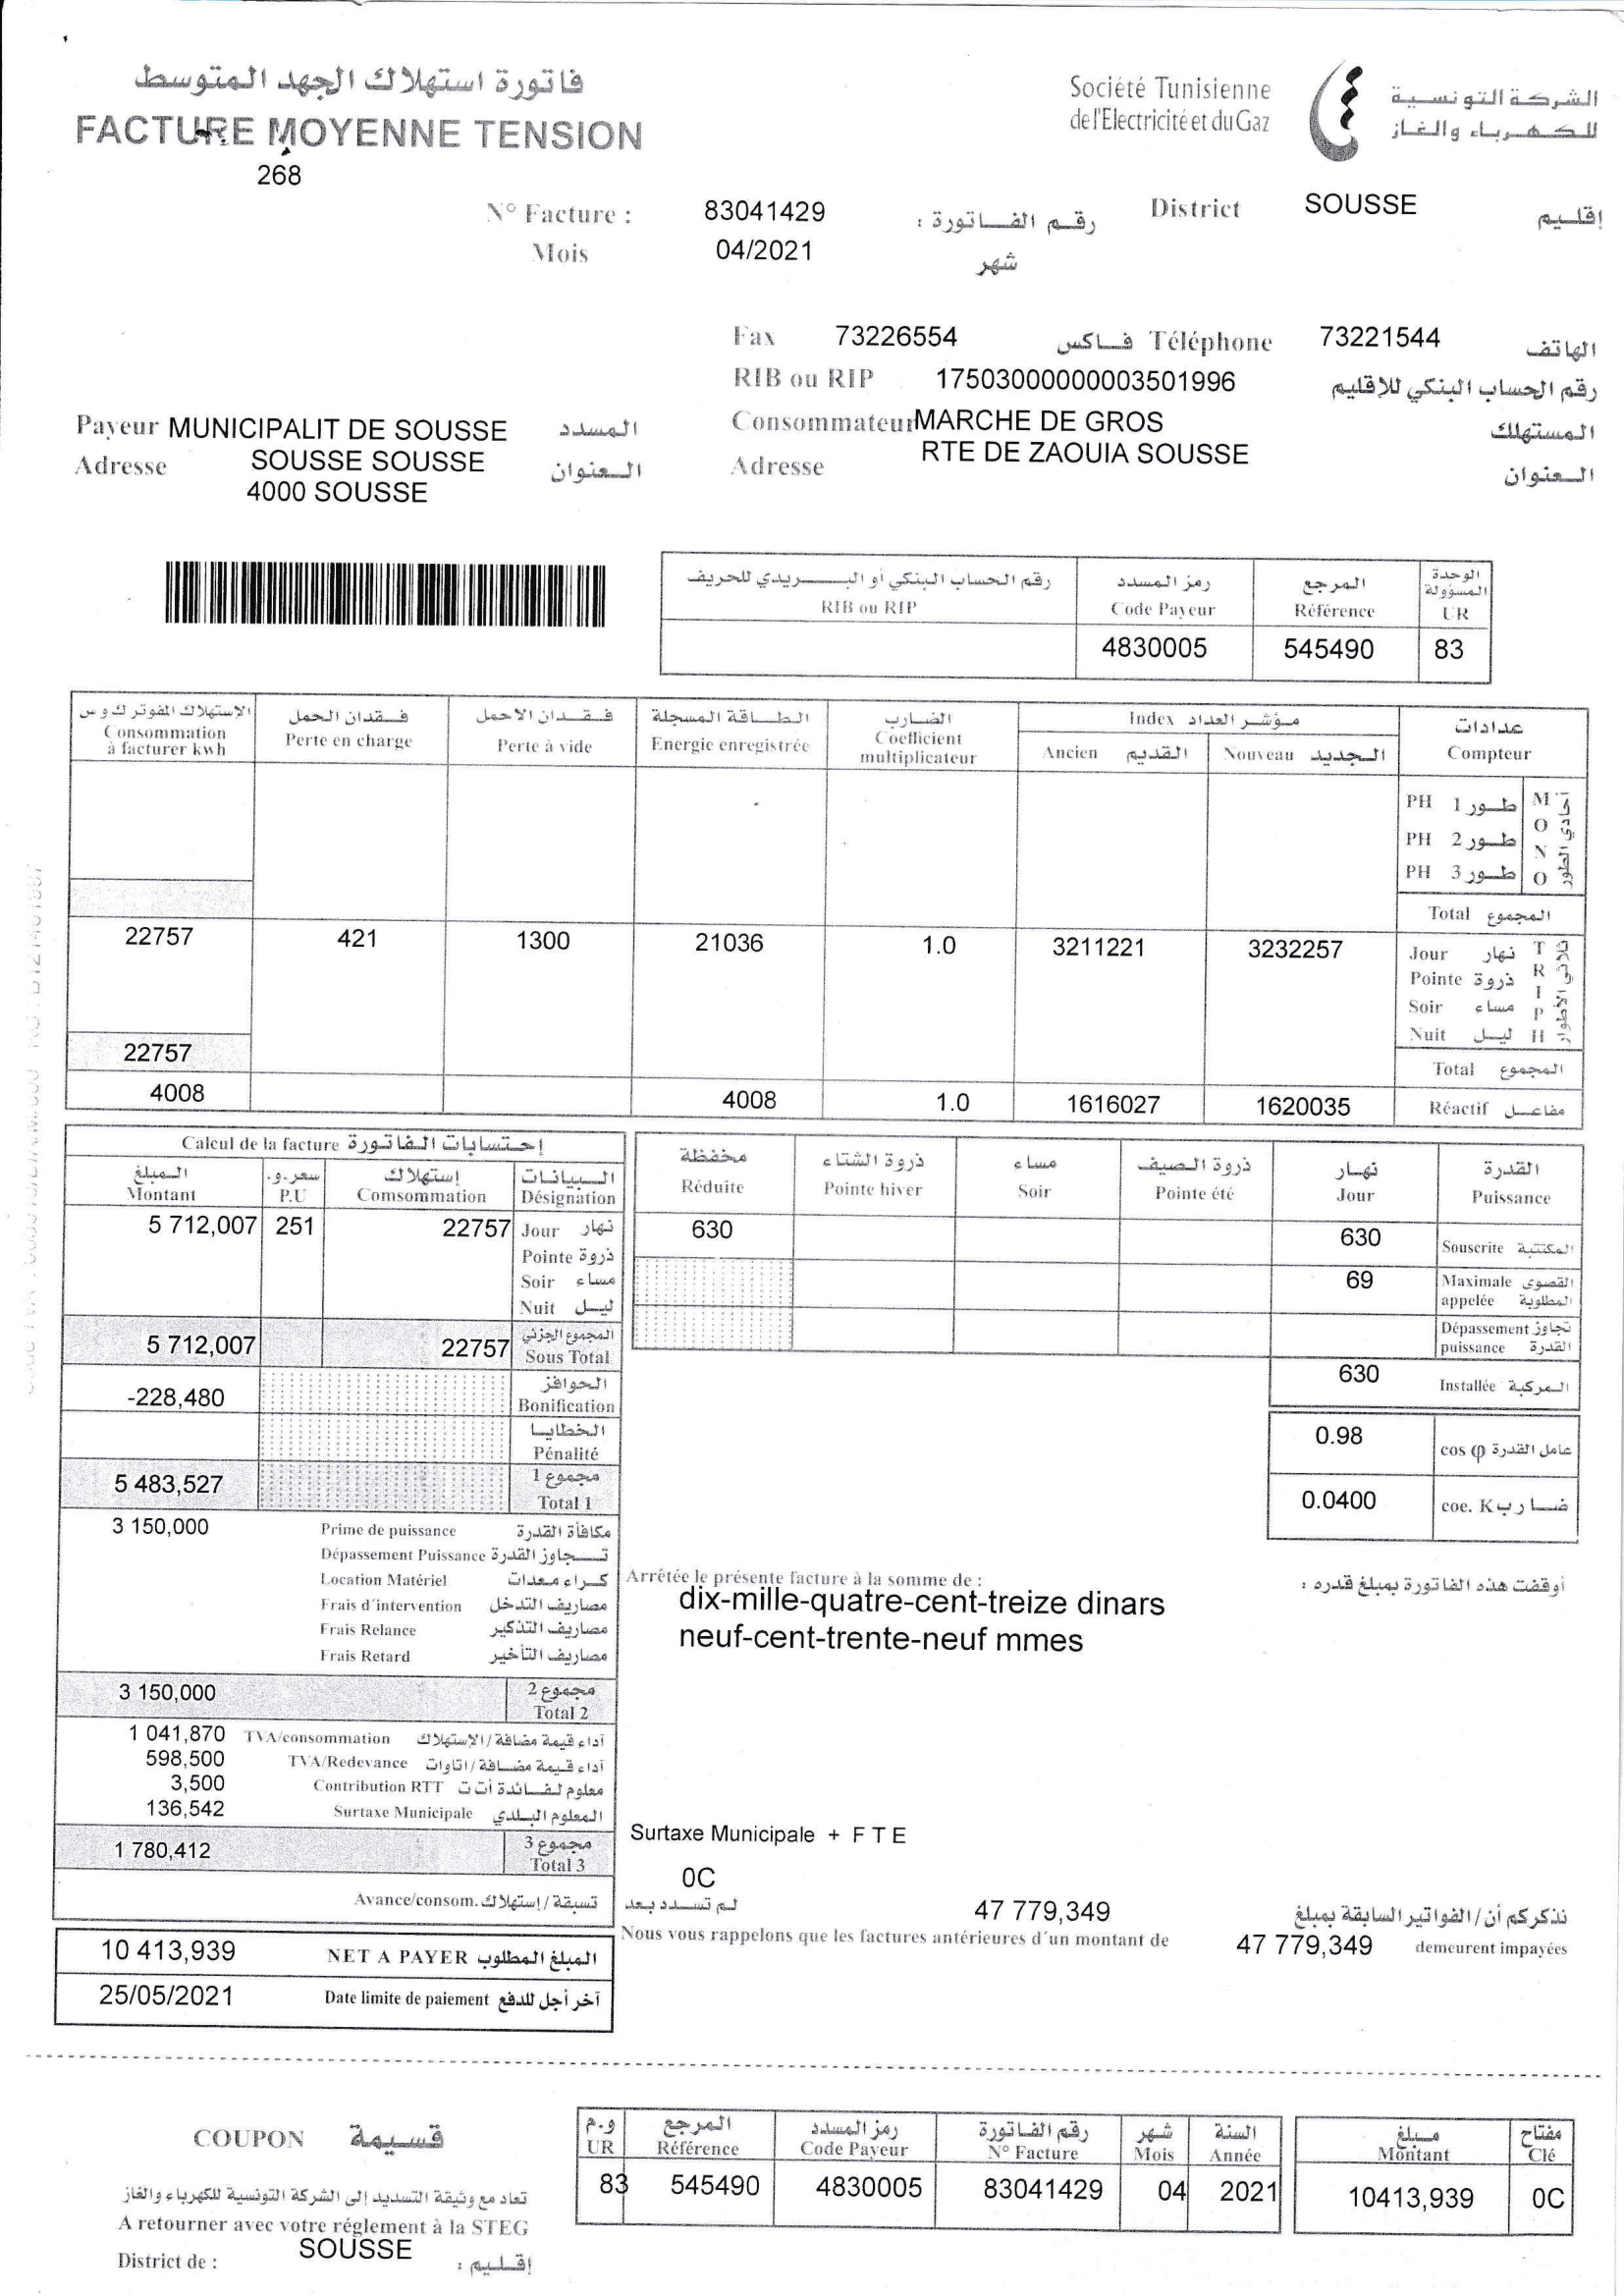 فاتورة استهلاك الجهد المتوسط
FACTURE MOYENNE TENSION
268
Société Tunisienne
de l'Electricité et du Gaz
الشركة التونسية
للكهرباء والغاز
N° Facture : 83041429 رقم الفاتورة :
District SOUSSE إقليم
Mois 04/2021 شهر
Fax 73226554 فاكس Téléphone 73221544 الهاتف
RIB ou RIP 17503000000003501996 رقم الحساب البنكي للاقليم
Payeur MUNICIPALIT DE SOUSSE المسدد
Adresse SOUSSE SOUSSE العنوان
4000 SOUSSE
Consommateur MARCHE DE GROS المستهلك
Adresse RTE DE ZAOUIA SOUSSE العنوان
رقم الحساب البنكي أو البريدي للحريف رمز المسدد المرجع الوحدة المسؤولة
RIB ou RIP Code Payeur Référence UR
4830005 545490 83
الإستهلاك المفوتر ك و س فقدان الحمل فقدان الاحمل الطاقة المسجلة الضارب مؤشر العداد Index عدادات
Consommation à facturer kwh Perte en charge Perte à vide Energie enregistrée Coefficient multiplicateur Ancien القديم Nouveau الجديد Compteur
PH 1 طور
PH 2 طور
PH 3 طور
MONO أحادي الطور
Total المجموع
22757 421 1300 21036 1.0 3211221 3232257 Jour نهار
Pointe ذروة
Soir مساء
Nuit ليل
TRIPH ثلاثي الأطوار
22757 Total المجموع
4008 4008 1.0 1616027 1620035 Réactif مفاعل
Calcul de la facture إحتسابات الفاتورة
المبلغ سعر.و. إستهلاك البيانات
Montant P.U Comsommation Désignation
5 712,007 251 22757 Jour نهار
Pointe ذروة
Soir مساء
Nuit ليل
5 712,007 22757 المجموع الجزئي Sous Total
-228,480 الحوافز Bonification
الخطايا Pénalité
5 483,527 مجموع 1 Total 1
3 150,000 Prime de puissance مكافأة القدرة
Dépassement Puissance تجاوز القدرة
Location Matériel كراء معدات
Frais d'intervention مصاريف التدخل
Frais Relance مصاريف التذكير
Frais Retard مصاريف التأخير
3 150,000 مجموع 2 Total 2
1 041,870 TVA/consommation أداء قيمة مضافة/الإستهلاك
598,500 TVA/Redevance أداء قيمة مضافة/اتاوات
3,500 Contribution RTT معلوم لفائدة أ ت ت
136,542 Surtaxe Municipale المعلوم البلدي
1 780,412 مجموع 3 Total 3
Avance/consom. تسبقة/إستهلاك
10 413,939 NET A PAYER المبلغ المطلوب
25/05/2021 Date limite de paiement آخر أجل للدفع
مخفظة ذروة الشتاء مساء ذروة الصيف نهار القدرة
Réduite Pointe hiver Soir Pointe été Jour Puissance
630 630 Souscrite المكتتبة
69 Maximale appelée القصوى المطلوبة
Dépassement puissance تجاوز القدرة
630 Installée المركبة
0.98 cos φ عامل القدرة
0.0400 coe. K ضارب
Arrêtée le présente facture à la somme de : أوقفت هذه الفاتورة بمبلغ قدره :
dix-mille-quatre-cent-treize dinars
neuf-cent-trente-neuf mmes
Surtaxe Municipale + F T E
0C
لم تسدد بعد 47 779,349 نذكركم أن/الفواتير السابقة بمبلغ
Nous vous rappelons que les factures antérieures d'un montant de 47 779,349 demeurent impayées
COUPON قسيمة
تعاد مع وثيقة التسديد إلى الشركة التونسية للكهرباء والغاز
A retourner avec votre réglement à la STEG
District de : SOUSSE إقليم :
و.م المرجع رمز المسدد رقم الفاتورة شهر السنة مبلغ مفتاح
UR Référence Code Payeur N° Facture Mois Année Montant Clé
83 545490 4830005 83041429 04 2021 10413,939 0C